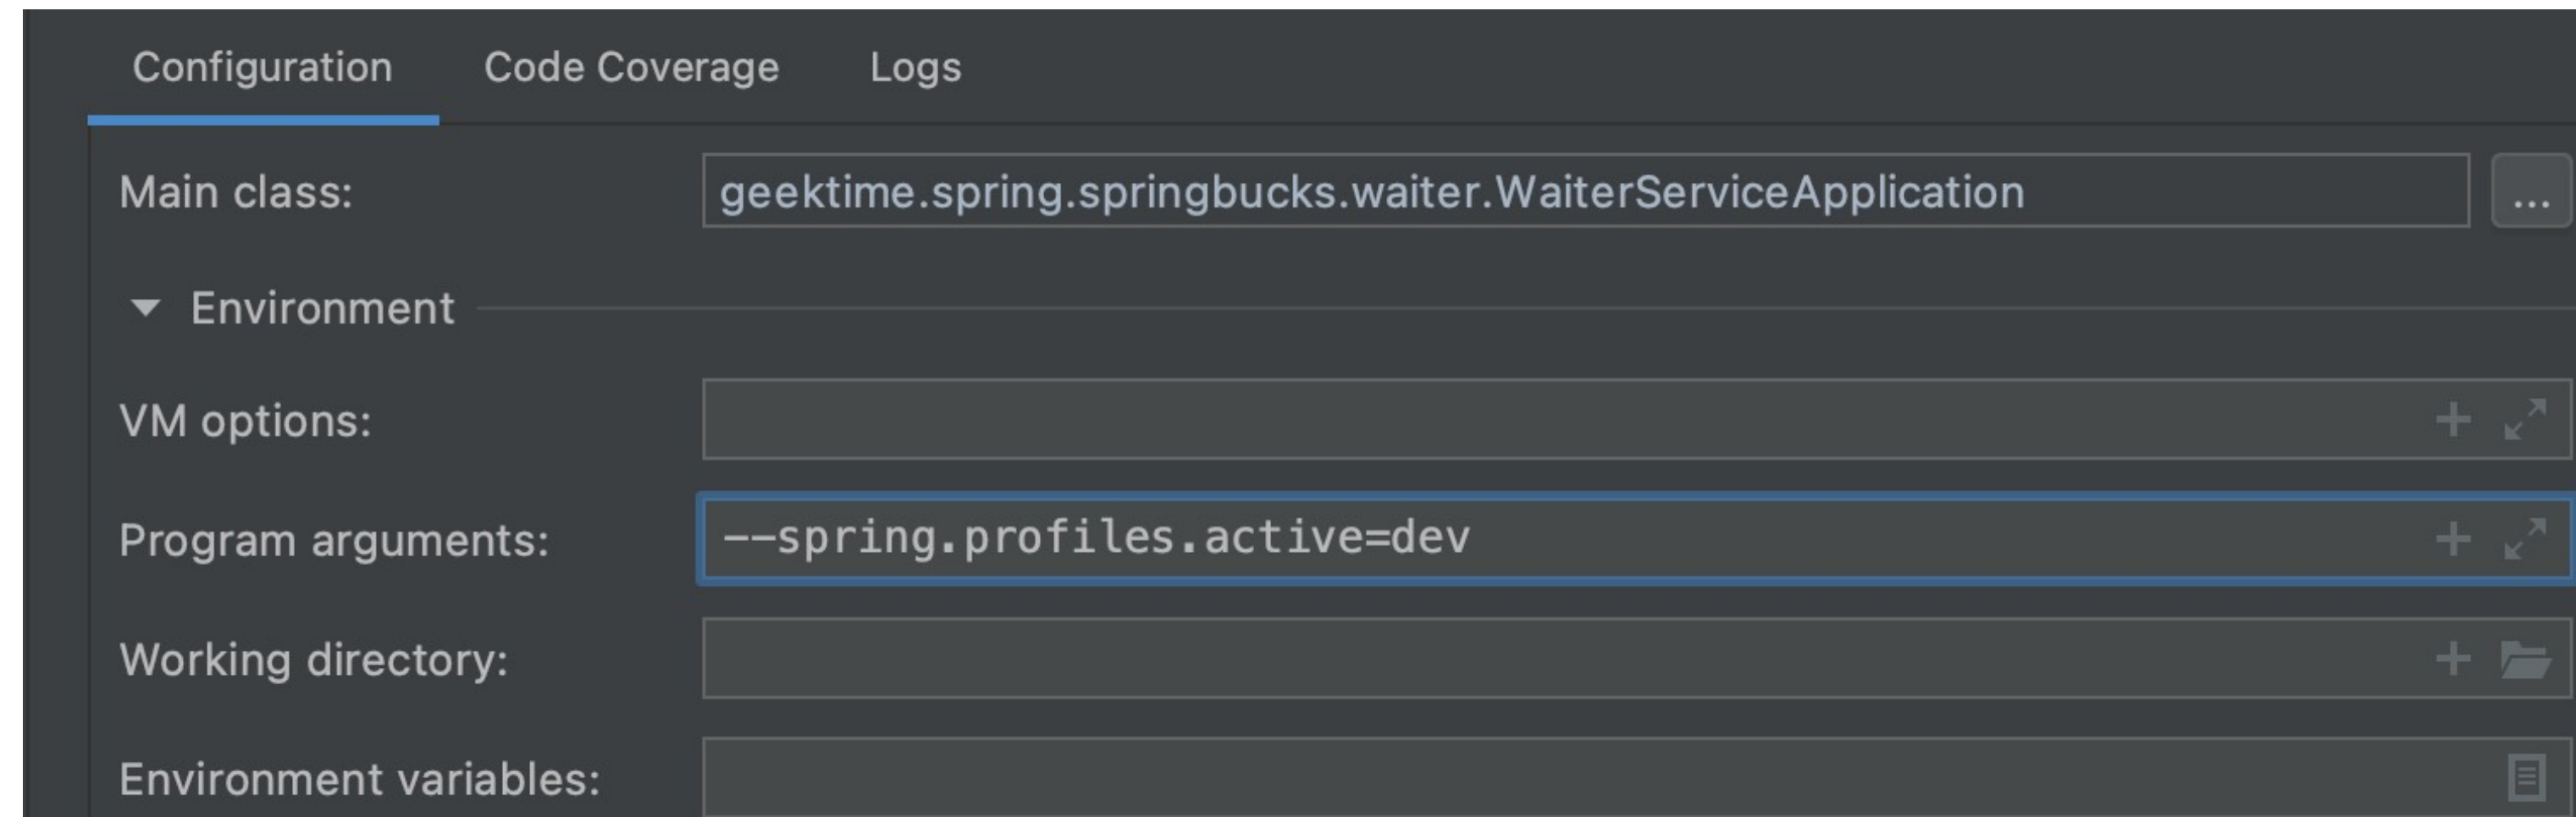 Configuration Code Coverage Logs
Main class: geektime.spring.springbucks.waiter.WaiterServiceApplication ...
Environment
VM options:
Program arguments: --spring.profiles.active=dev
Working directory:
Environment variables: